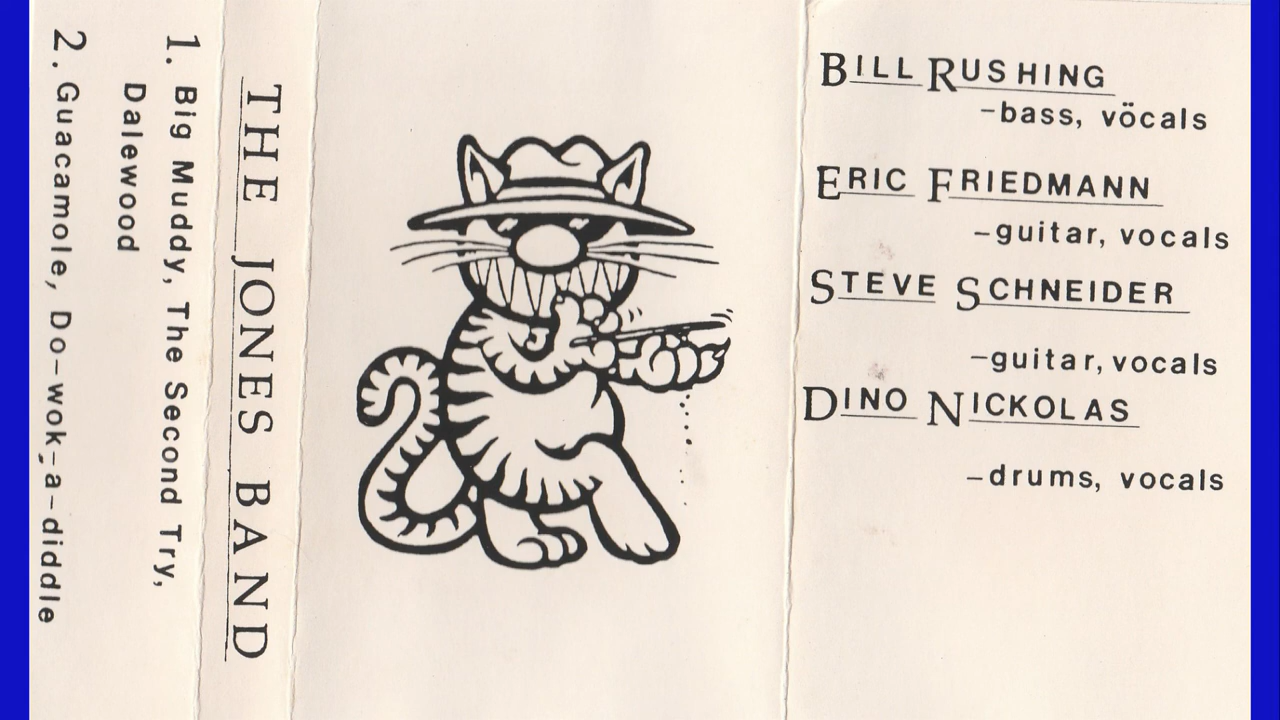 1. Big Muddy, The Second Try,
Dalewood
2. Guacamole, Do-wok-a-diddle
THE JONES BAND
BILL RUSHING
-bass, vöcals
ERIC FRIEDMANN
-guitar, vocals
STEVE SCHNEIDER
-guitar, vocals
DINO NICKOLAS
-drums, vocals